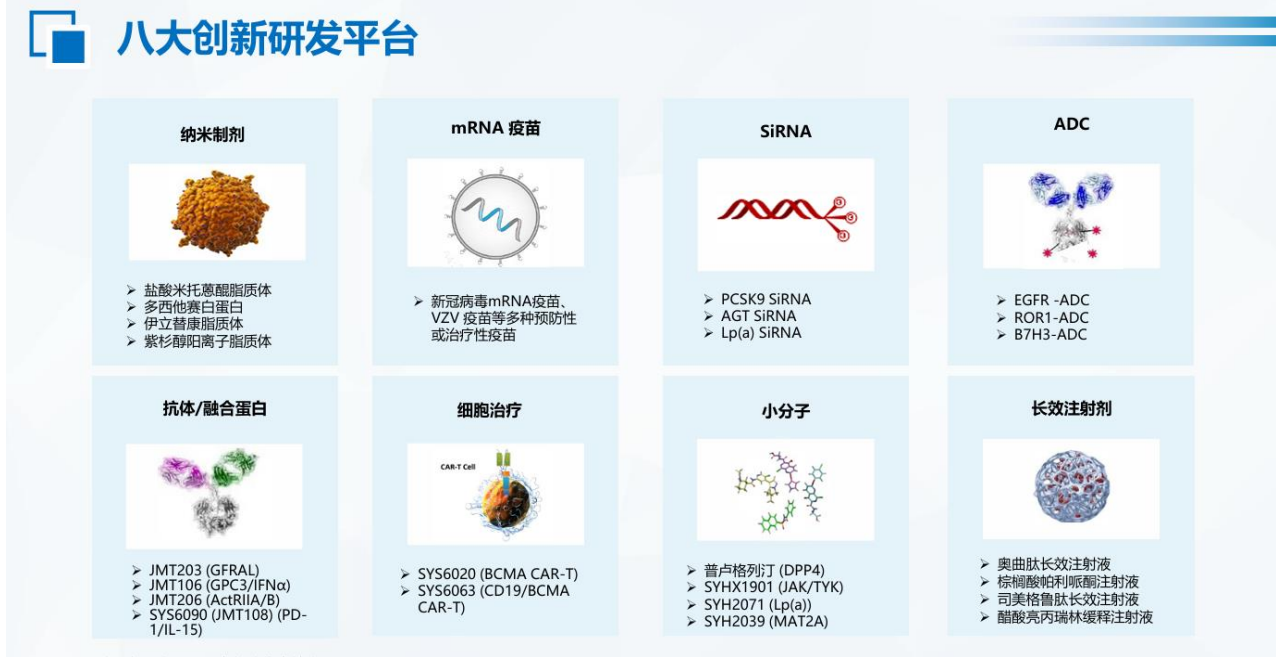 八大创新研发平台
纳米制剂
➢ 盐酸米托蒽醌脂质体
➢ 多西他赛白蛋白
➢ 伊立替康脂质体
➢ 紫杉醇阳离子脂质体
mRNA 疫苗
➢ 新冠病毒mRNA疫苗、
VZV 疫苗等多种预防性
或治疗性疫苗
SiRNA
➢ PCSK9 SiRNA
➢ AGT SiRNA
➢ Lp(a) SiRNA
ADC
➢ EGFR -ADC
➢ ROR1-ADC
➢ B7H3-ADC
抗体/融合蛋白
➢ JMT203 (GFRAL)
➢ JMT106 (GPC3/IFNα)
➢ JMT206 (ActRIIA/B)
➢ SYS6090 (JMT108) (PD-
1/IL-15)
细胞治疗
CAR-T Cell
➢ SYS6020 (BCMA CAR-T)
➢ SYS6063 (CD19/BCMA
CAR-T)
小分子
➢ 普卢格列汀 (DPP4)
➢ SYHX1901 (JAK/TYK)
➢ SYH2071 (Lp(a))
➢ SYH2039 (MAT2A)
长效注射剂
➢ 奥曲肽长效注射液
➢ 棕榈酸帕利哌酮注射液
➢ 司美格鲁肽长效注射液
➢ 醋酸亮丙瑞林缓释注射液